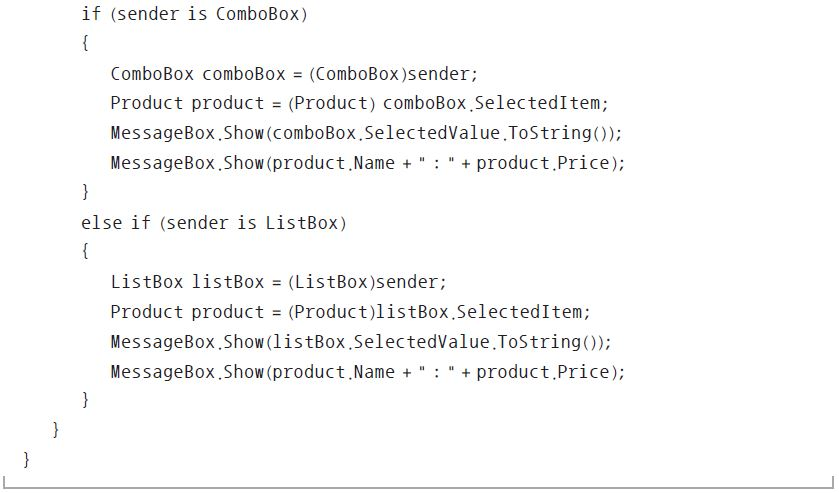 if (sender is ComboBox)
{
ComboBox comboBox = (ComboBox)sender;
Product product = (Product) comboBox.SelectedItem;
MessageBox.Show(comboBox.SelectedValue.ToString());
MessageBox.Show(product.Name + " : " + product.Price);
}
else if (sender is ListBox)
{
ListBox listBox = (ListBox)sender;
Product product = (Product)listBox.SelectedItem;
MessageBox.Show(listBox.SelectedValue.ToString());
MessageBox.Show(product.Name + " : " + product.Price);
}
}
}